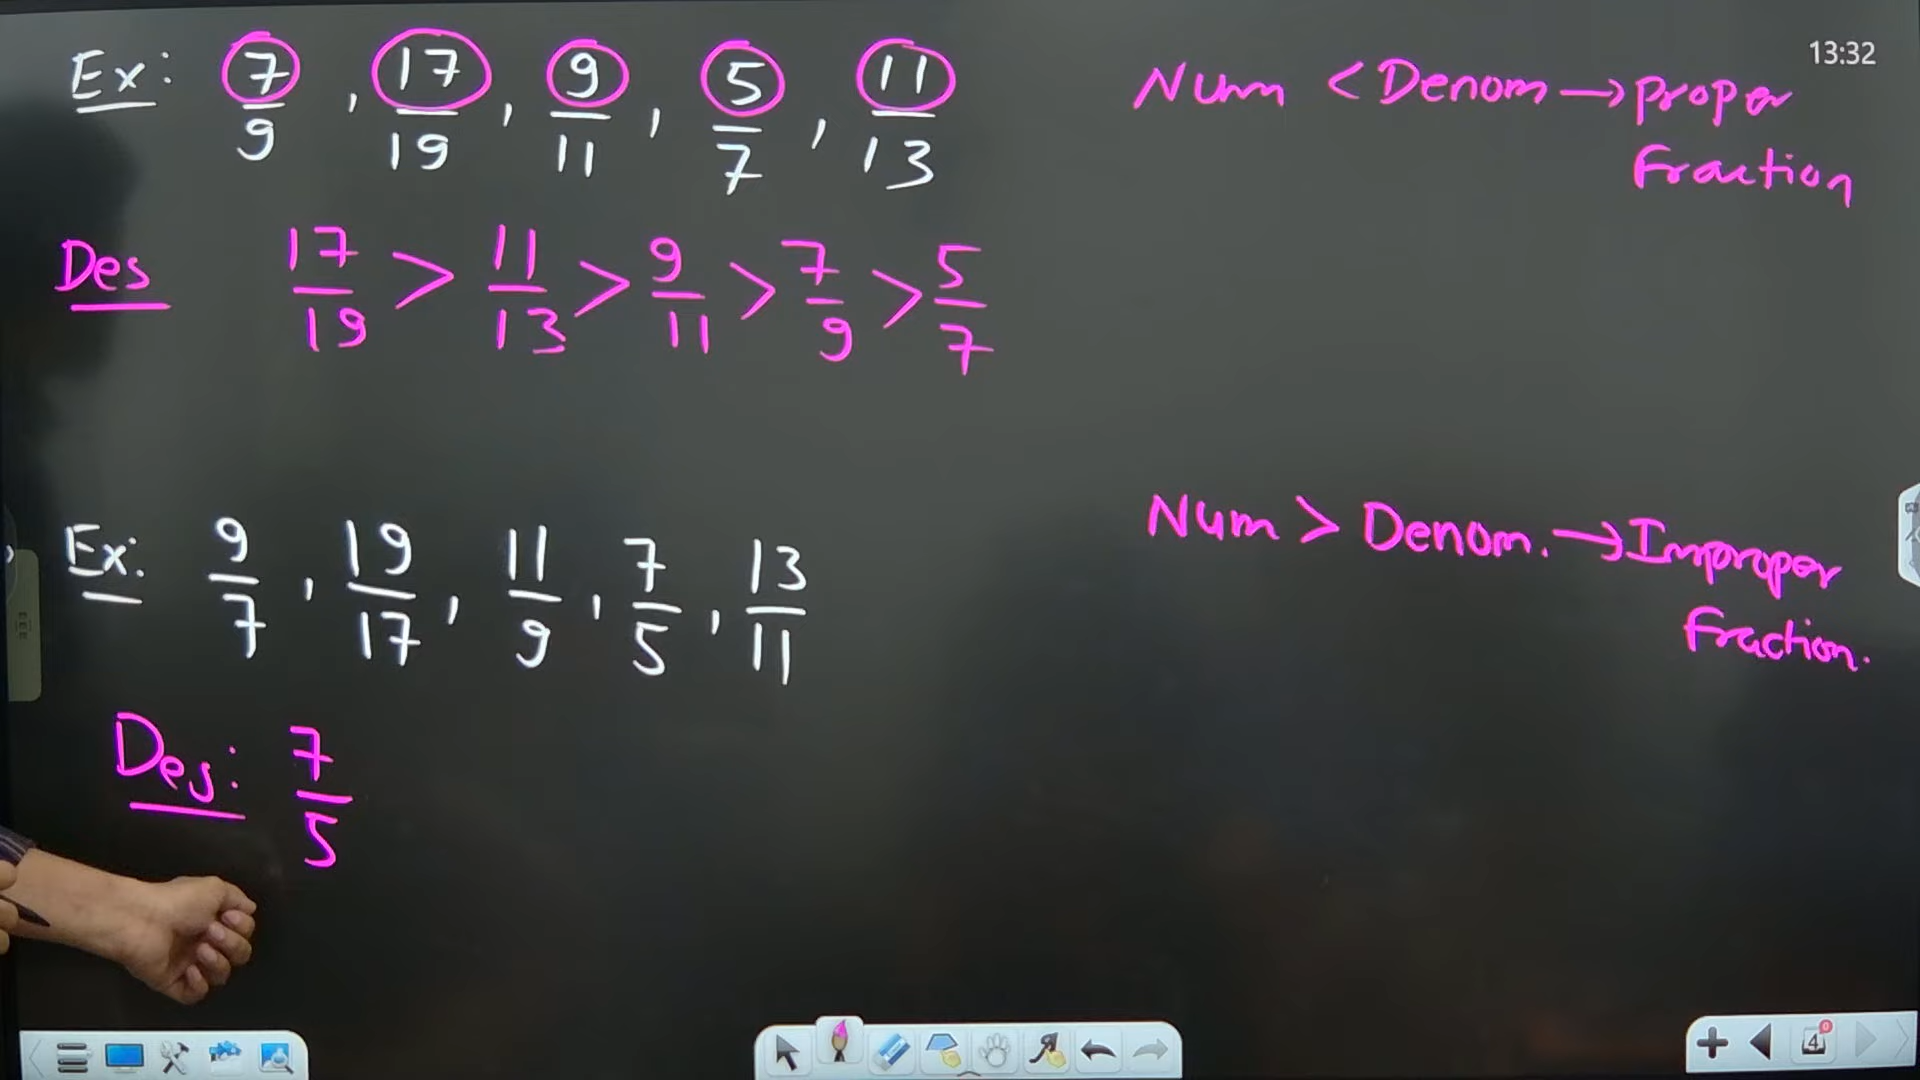 13:32
Ex: 7/9 , 17/19 , 9/11 , 5/7 , 11/13
Num < Denom → proper
Fraction
Des 17/19 > 11/13 > 9/11 > 7/9 > 5/7
Ex: 9/7 , 19/17 , 11/9 , 7/5 , 13/11
Num > Denom. → Improper
Fraction.
Des: 7/5
4
0